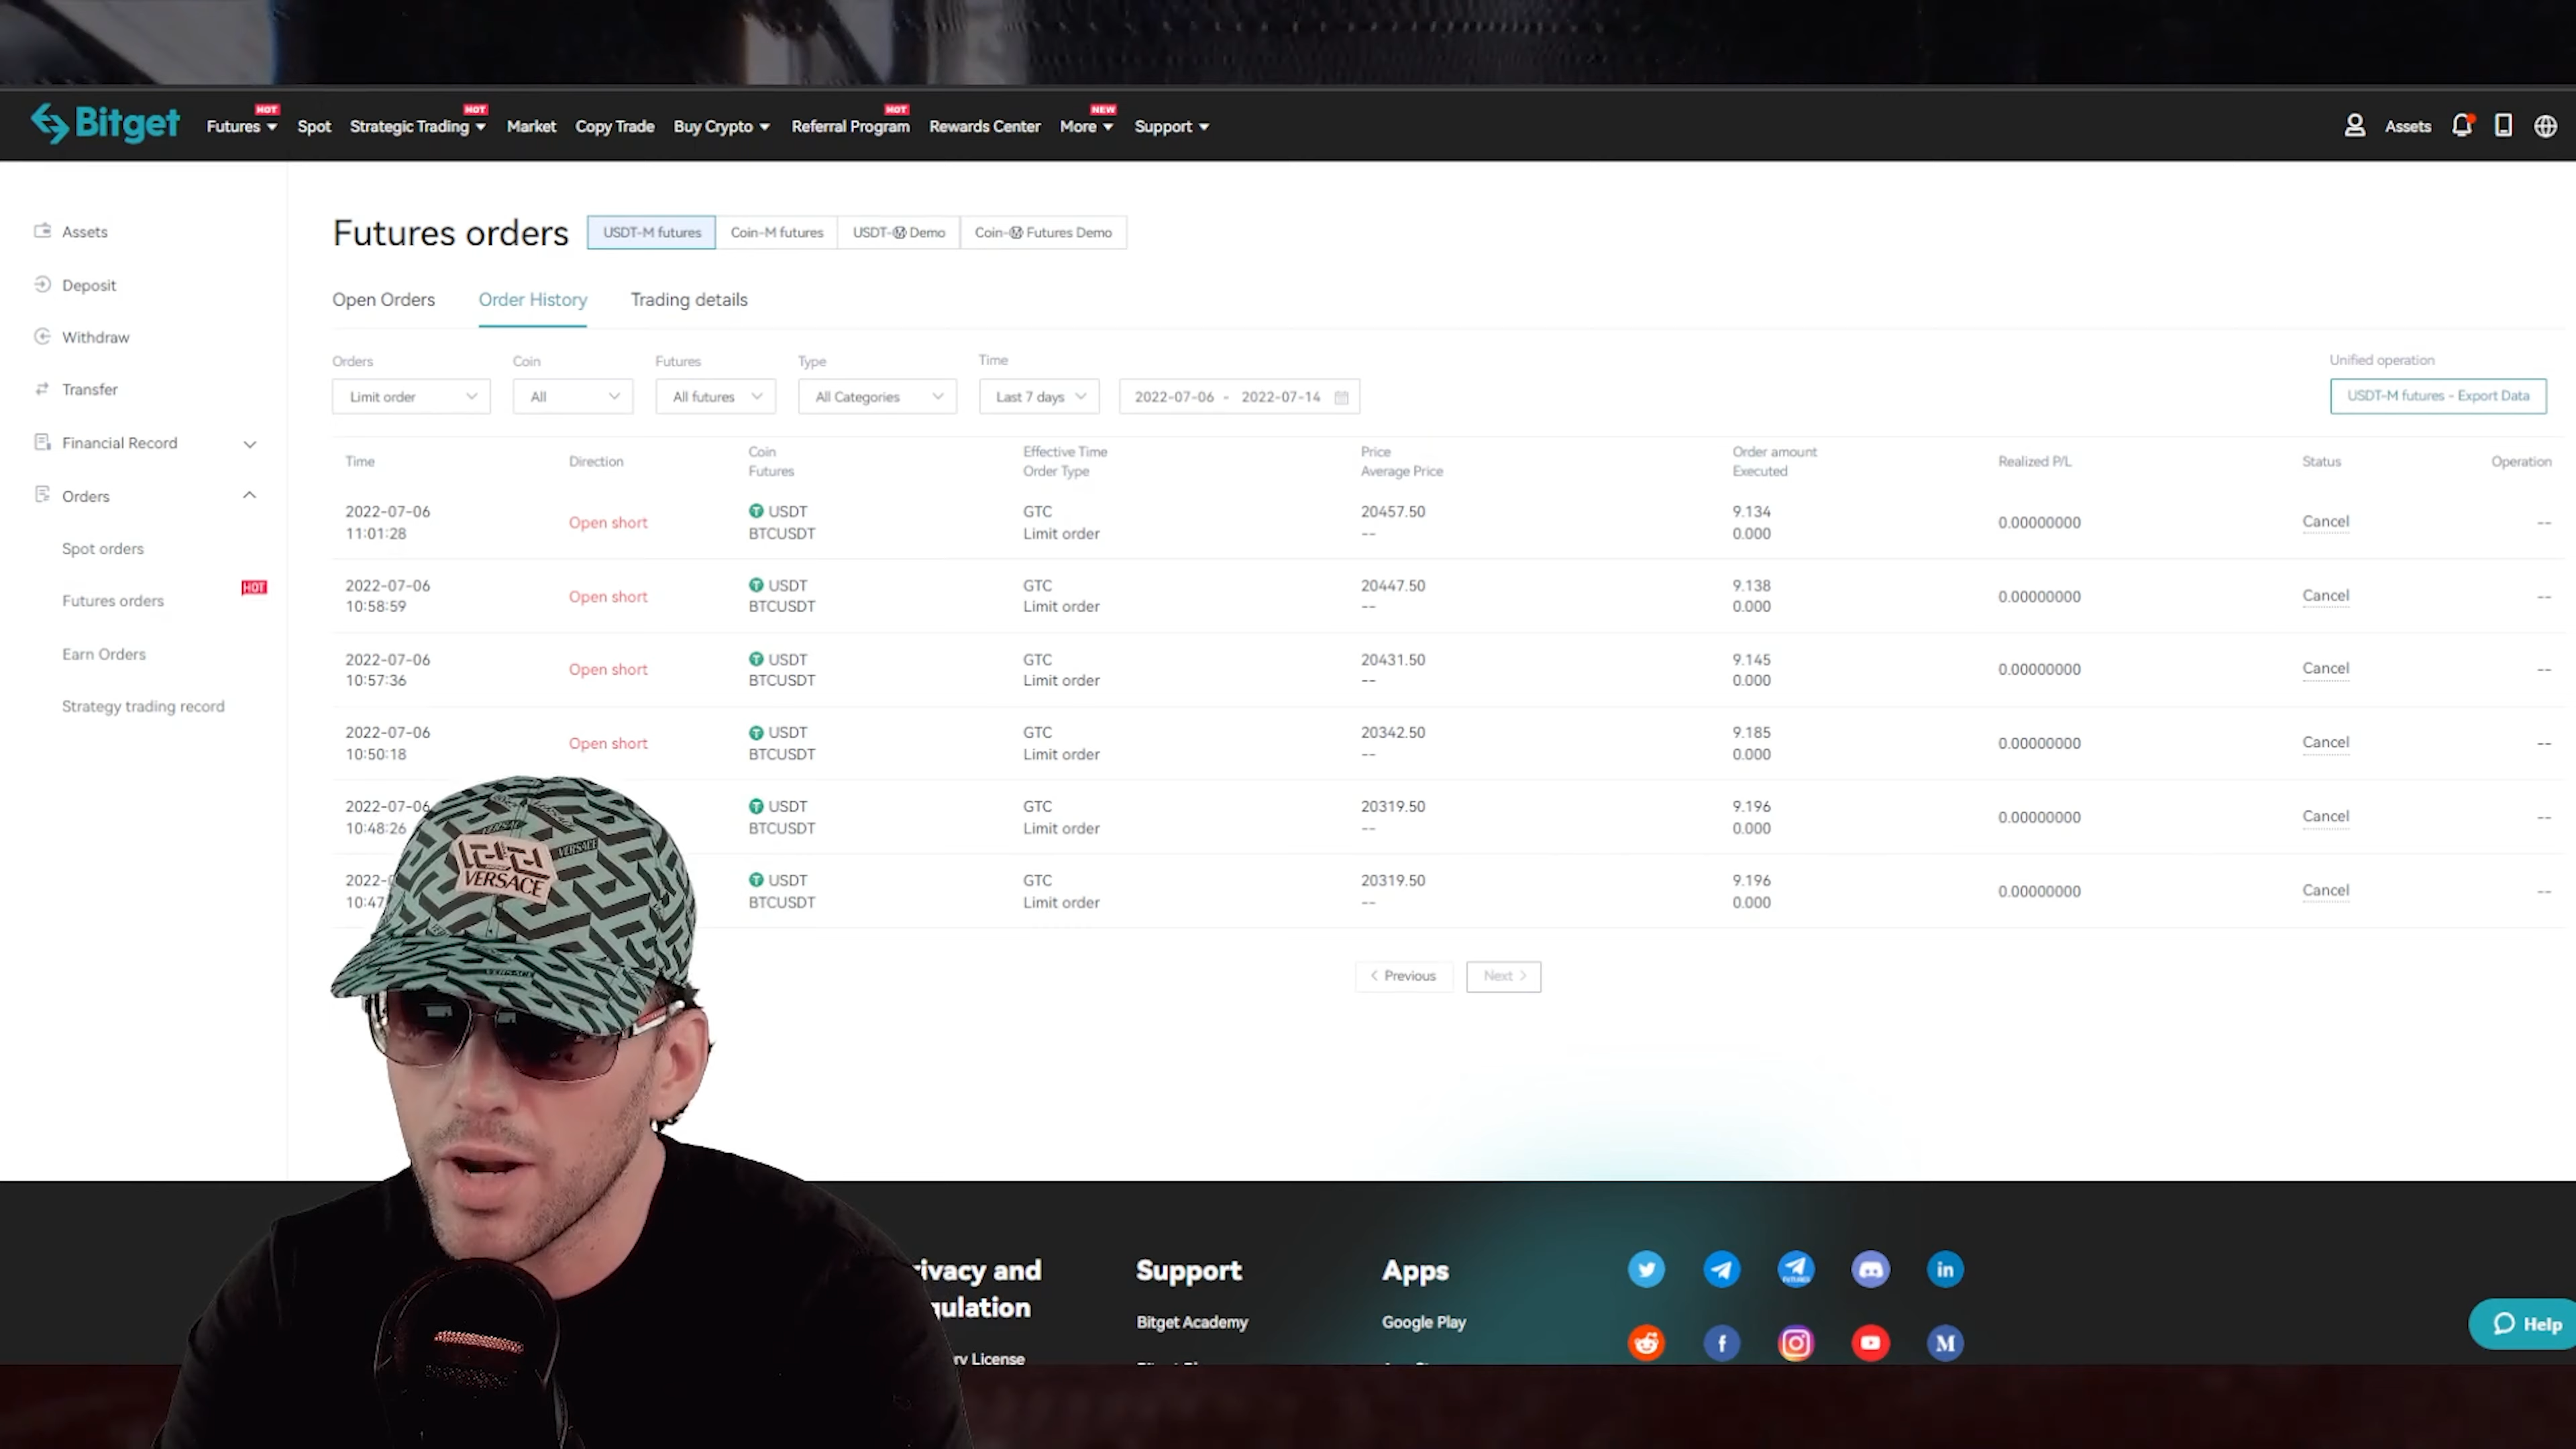 Bitget
Futures HOT Spot Strategic Trading HOT Market Copy Trade Buy Crypto Referral Program HOT Rewards Center More NEW Support Assets
Assets
Deposit
Withdraw
Transfer
Financial Record
Orders
Spot orders
Futures orders HOT
Earn Orders
Strategy trading record
Futures orders USDT-M futures Coin-M futures USDT-Ⓜ Demo Coin-Ⓜ Futures Demo
Open Orders Order History Trading details
Orders Coin Futures Type Time Unified operation
Limit order All All futures All Categories Last 7 days 2022-07-06 - 2022-07-14 USDT-M futures - Export Data
Time Direction Coin Futures Effective Time Order Type Price Average Price Order amount Executed Realized P/L Status Operation
2022-07-06 Open short USDT GTC 20457.50 9.134 0.00000000 Cancel --
11:01:28 BTCUSDT Limit order -- 0.000
2022-07-06 Open short USDT GTC 20447.50 9.138 0.00000000 Cancel --
10:58:59 BTCUSDT Limit order -- 0.000
2022-07-06 Open short USDT GTC 20431.50 9.145 0.00000000 Cancel --
10:57:36 BTCUSDT Limit order -- 0.000
2022-07-06 Open short USDT GTC 20342.50 9.185 0.00000000 Cancel --
10:50:18 BTCUSDT Limit order -- 0.000
2022-07-06 USDT GTC 20319.50 9.196 0.00000000 Cancel --
10:48:26 BTCUSDT Limit order -- 0.000
2022-0 USDT GTC 20319.50 9.196 0.00000000 Cancel --
10:47 BTCUSDT Limit order -- 0.000
Previous Next
VERSACE
VERSACE
rivacy and
gulation
ry License
Support
Bitget Academy
Apps
Google Play
FUTURES
in
f
M
Help